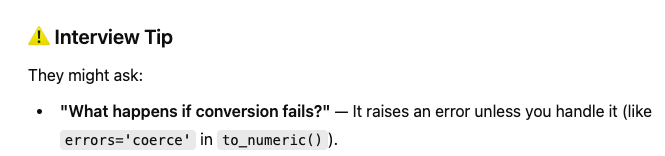 ⚠️ Interview Tip
They might ask:
• "What happens if conversion fails?" — It raises an error unless you handle it (like
errors='coerce' in to_numeric() ).